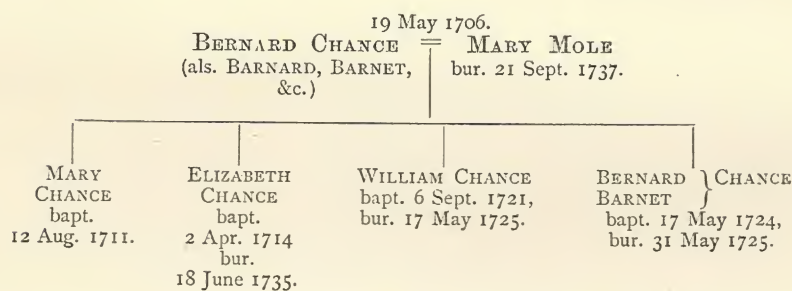 19 May 1706.
BERNARD CHANCE = MARY MOLE
(als. BARNARD, BARNET, &c.)
bur. 21 Sept. 1737.
MARY
CHANCE
bapt.
12 Aug. 1711.
ELIZABETH
CHANCE
bapt.
2 Apr. 1714
bur.
18 June 1735.
WILLIAM CHANCE
bapt. 6 Sept. 1721,
bur. 17 May 1725.
BERNARD } CHANCE
BARNET
bapt. 17 May 1724,
bur. 31 May 1725.